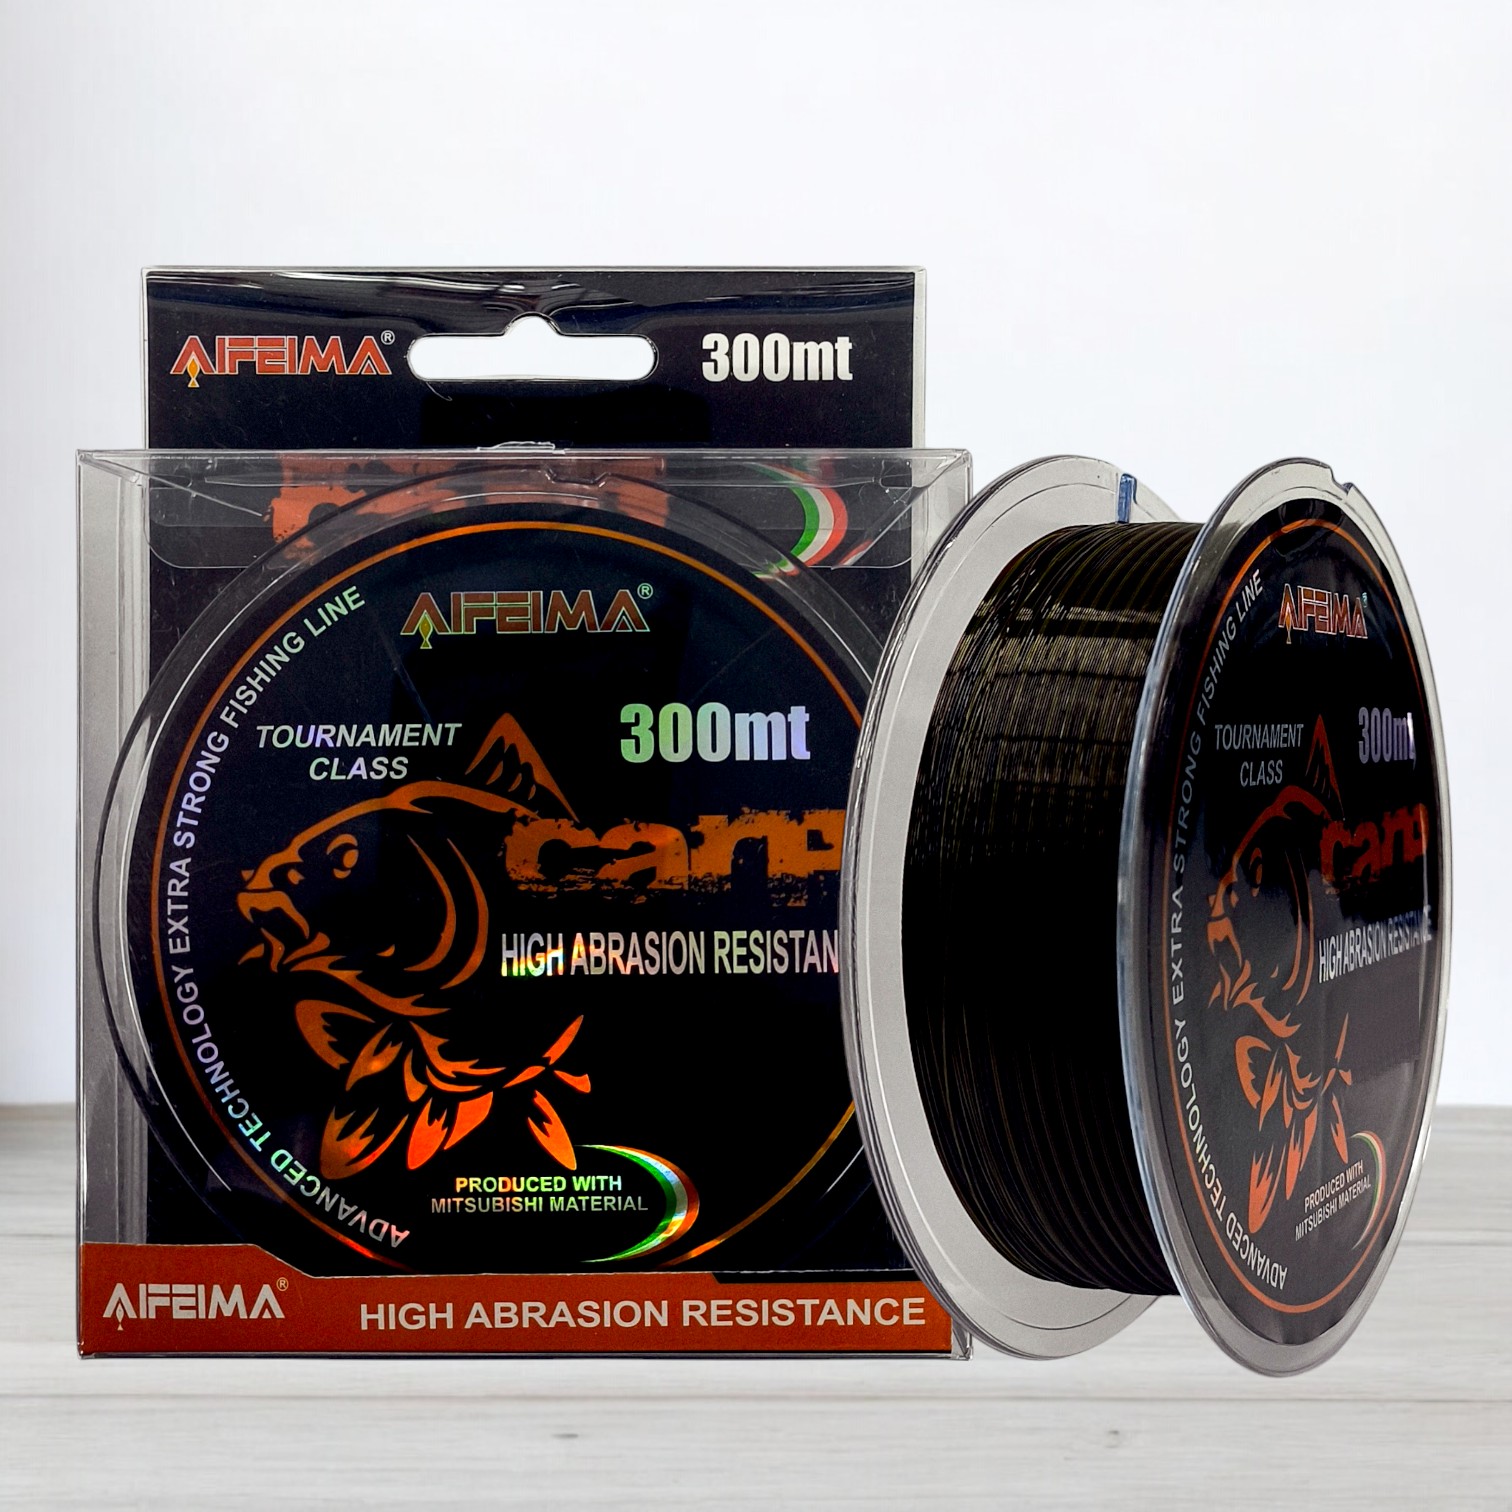 AIFEIMA®
300mt
AIFEIMA®
ADVANCED TECHNOLOGY EXTRA STRONG FISHING LINE
TOURNAMENT
CLASS
300mt
carp
HIGH ABRASION RESISTAN
PRODUCED WITH
MITSUBISHI MATERIAL
AIFEIMA®
HIGH ABRASION RESISTANCE
AIFEIMA
ADVANCED TECHNOLOGY EXTRA STRONG FISHING LINE
TOURNAMENT
CLASS
300mt
carp
HIGH ABRASION RESISTANCE
PRODUCED WITH
MITSUBISHI MATERIAL